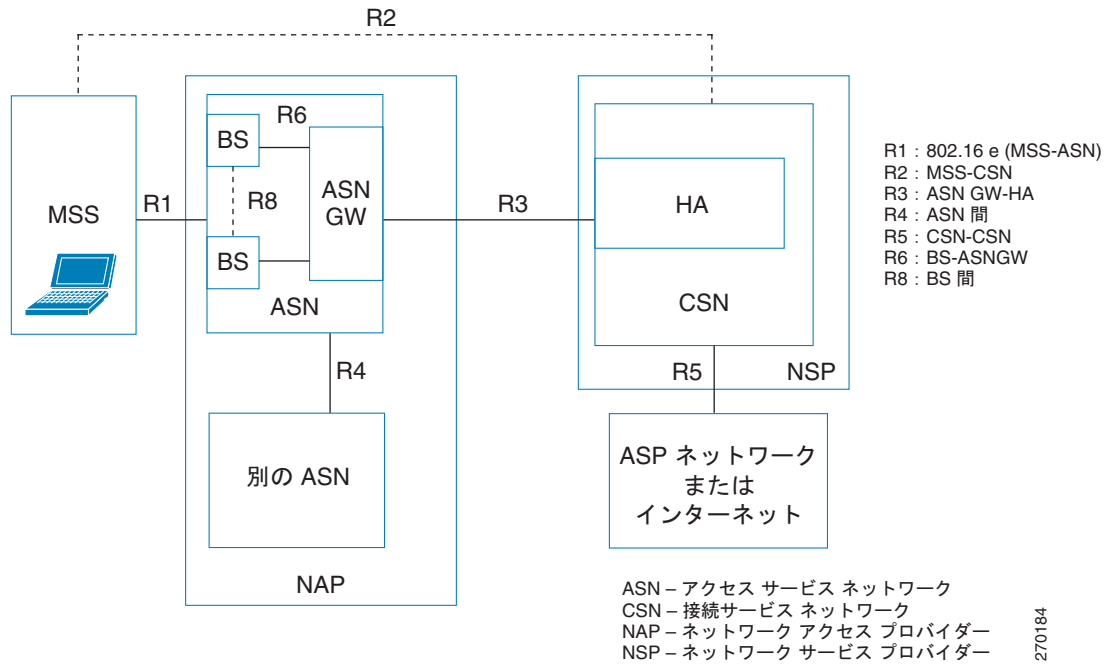 R2
MSS
R1
BS
R6
R8
BS
ASN
GW
ASN
R4
別の ASN
NAP
R3
HA
CSN
R5
NSP
ASP ネットワーク
または
インターネット
R1 : 802.16 e (MSS-ASN)
R2 : MSS-CSN
R3 : ASN GW-HA
R4 : ASN 間
R5 : CSN-CSN
R6 : BS-ASNGW
R8 : BS 間
ASN – アクセス サービス ネットワーク
CSN – 接続サービス ネットワーク
NAP – ネットワーク アクセス プロバイダー
NSP – ネットワーク サービス プロバイダー
270184